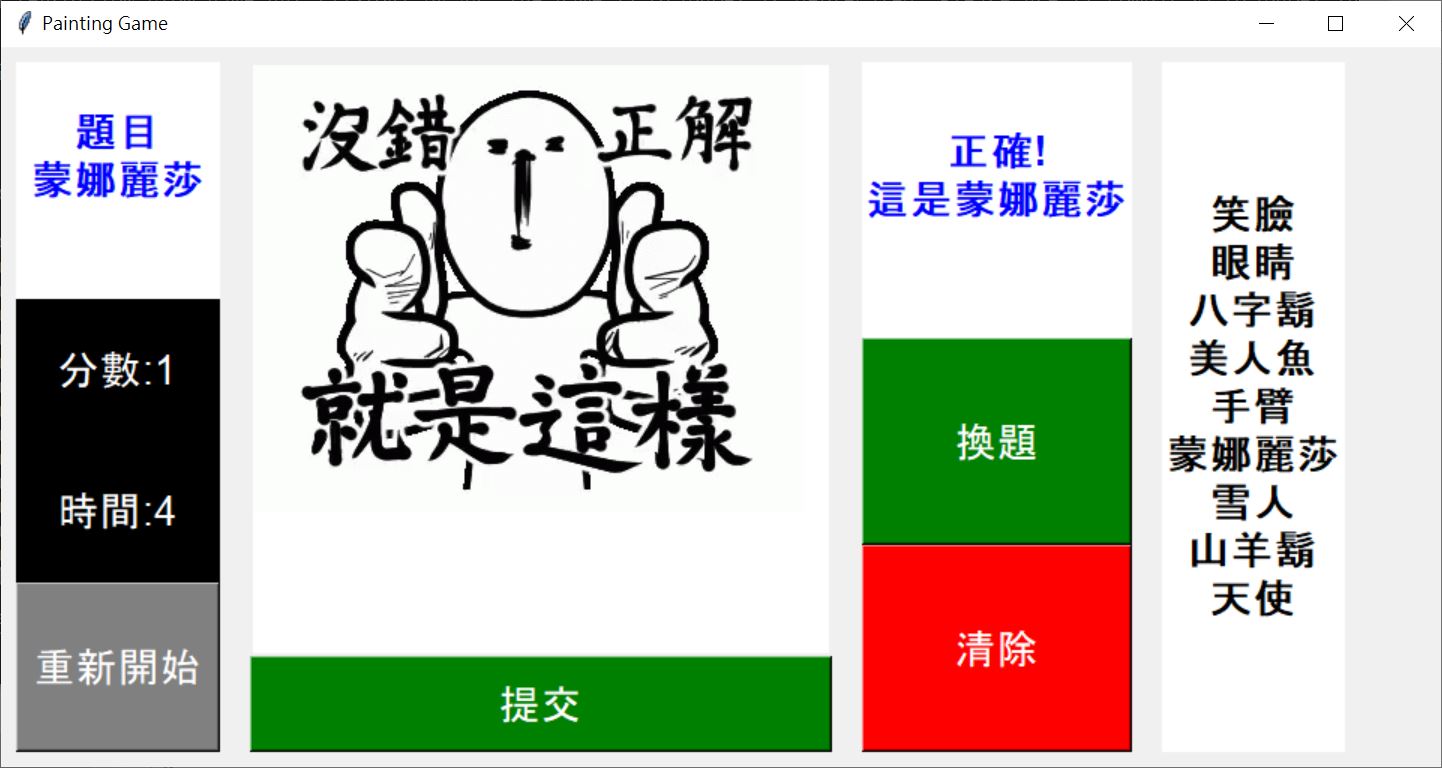 Painting Game
題目
蒙娜麗莎
分數:1
時間:4
重新開始
沒錯 正解
就是這樣
提交
正確!
這是蒙娜麗莎
換題
清除
笑臉
眼睛
八字鬍
美人魚
手臂
蒙娜麗莎
雪人
山羊鬍
天使